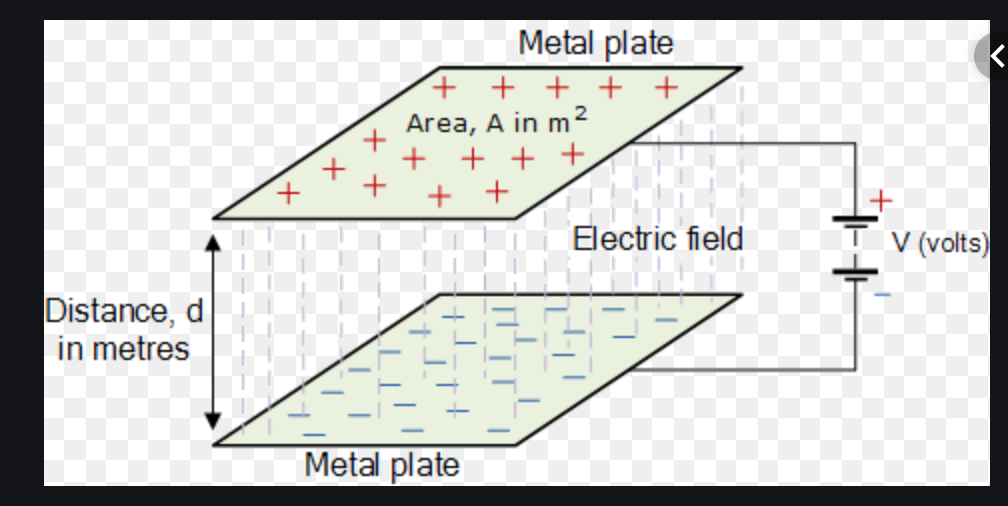 Metal plate
Area, A in m²
Electric field
V (volts)
Distance, d
in metres
Metal plate